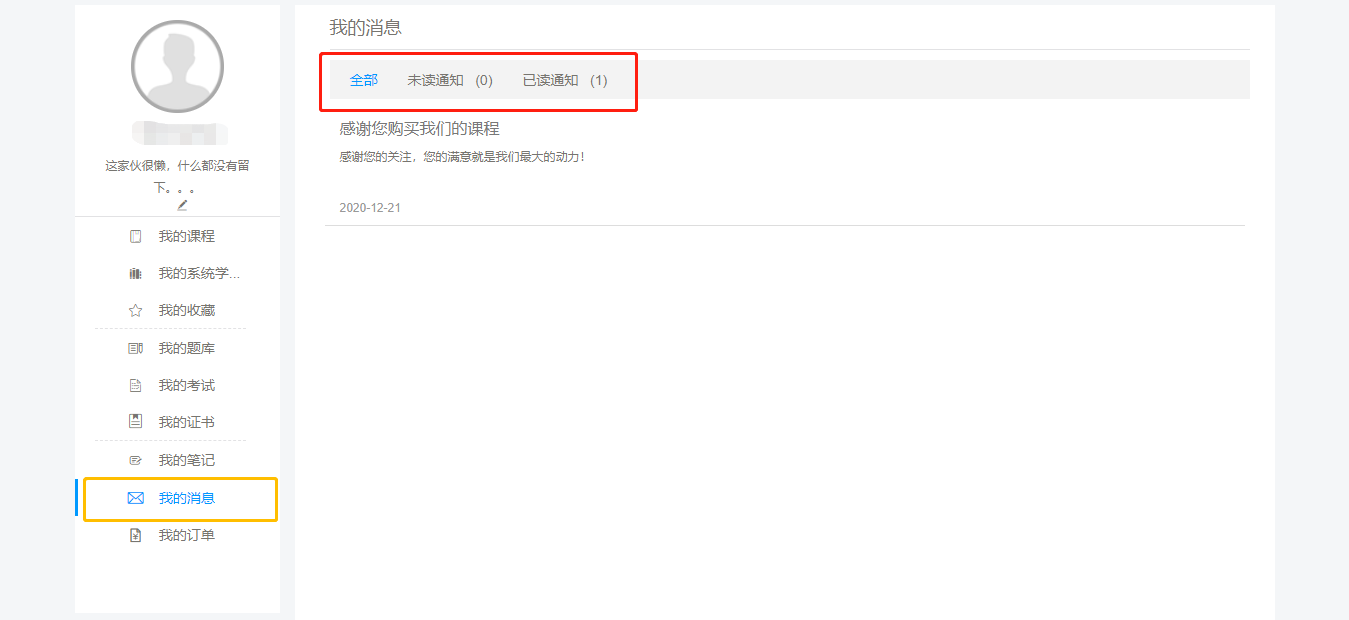 这家伙很懒，什么都没有留
下。。。
我的课程
我的系统学...
我的收藏
我的题库
我的考试
我的证书
我的笔记
我的消息
我的订单
我的消息
全部 未读通知 (0) 已读通知 (1)
感谢您购买我们的课程
感谢您的关注，您的满意就是我们最大的动力！
2020-12-21